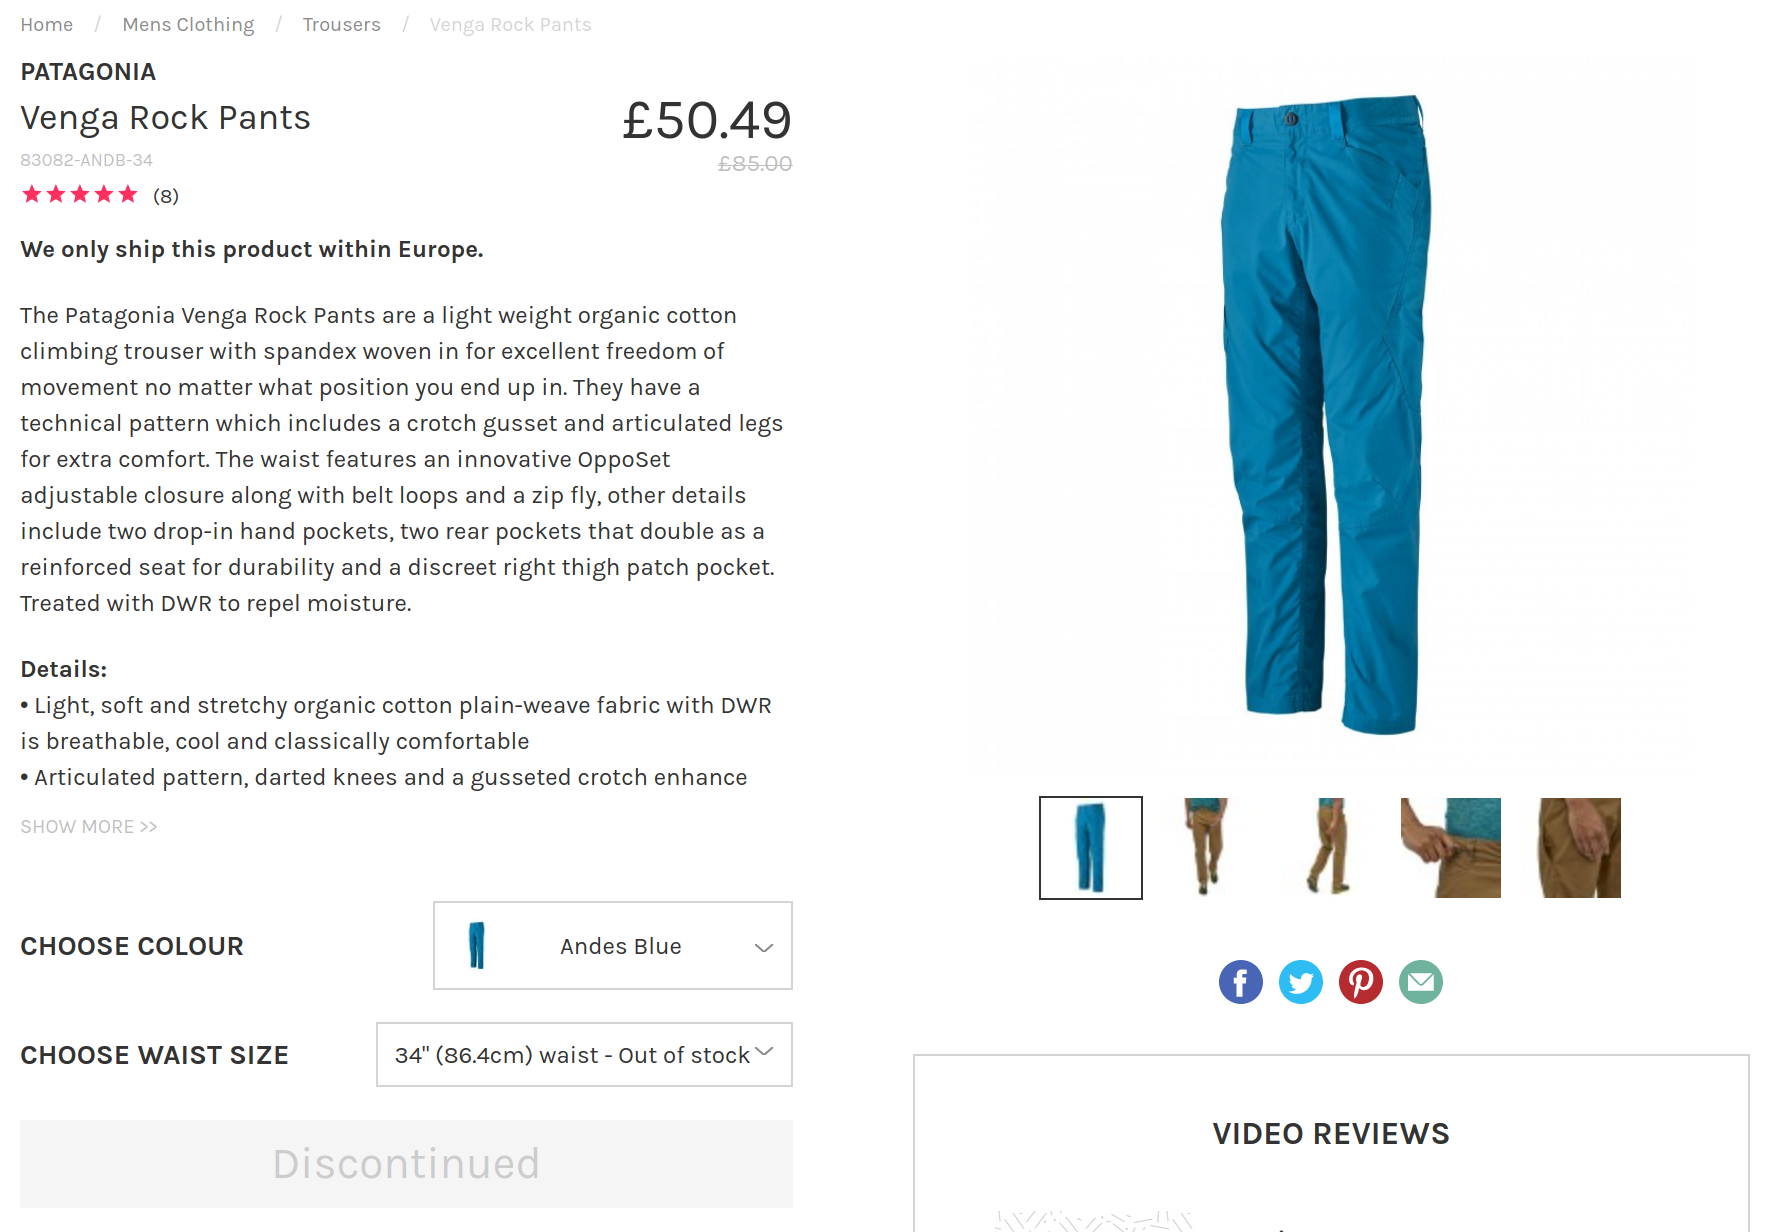 Home / Mens Clothing / Trousers / Venga Rock Pants
PATAGONIA
Venga Rock Pants
£50.49
83082-ANDB-34
£85.00
(8)
We only ship this product within Europe.
The Patagonia Venga Rock Pants are a light weight organic cotton
climbing trouser with spandex woven in for excellent freedom of
movement no matter what position you end up in. They have a
technical pattern which includes a crotch gusset and articulated legs
for extra comfort. The waist features an innovative OppoSet
adjustable closure along with belt loops and a zip fly, other details
include two drop-in hand pockets, two rear pockets that double as a
reinforced seat for durability and a discreet right thigh patch pocket.
Treated with DWR to repel moisture.
Details:
• Light, soft and stretchy organic cotton plain-weave fabric with DWR
is breathable, cool and classically comfortable
• Articulated pattern, darted knees and a gusseted crotch enhance
SHOW MORE >>
CHOOSE COLOUR
Andes Blue
CHOOSE WAIST SIZE
34" (86.4cm) waist - Out of stock
Discontinued
VIDEO REVIEWS